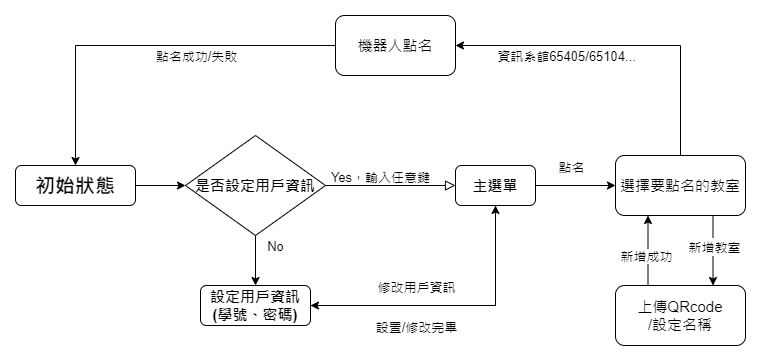 機器人點名
點名成功/失敗
資訊系館65405/65104...
初始狀態
是否設定用戶資訊
Yes，輸入任意鍵
主選單
點名
選擇要點名的教室
No
新增成功
新增教室
設定用戶資訊
(學號、密碼)
修改用戶資訊
設置/修改完畢
上傳QRcode
/設定名稱